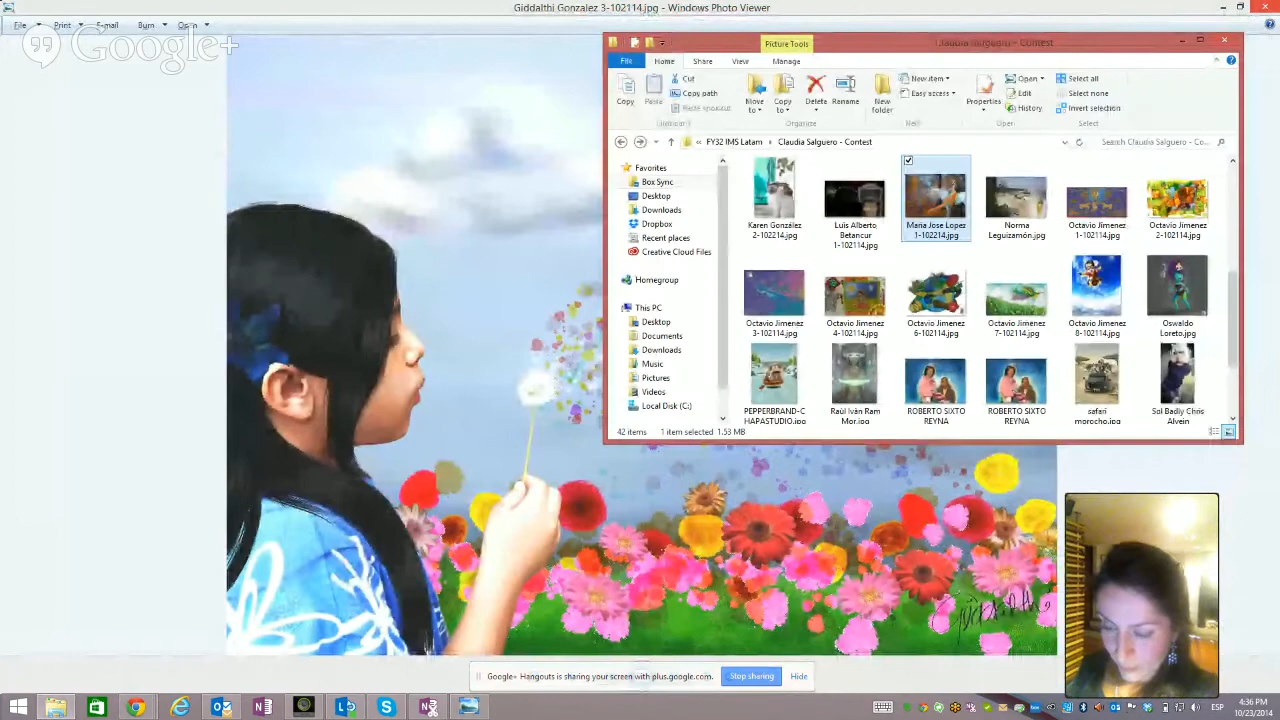 Giddalthi Gonzalez 3-102114.jpg - Windows Photo Viewer
File Print E-mail Burn Open
Google+
Picture Tools
Claudia Salguero - Contest
File Home Share View Manage
Copy
Paste
Cut
Copy path
Paste shortcut
Move to
Copy to
Delete
Rename
New folder
New item
Easy access
Properties
Open
Edit
History
Select all
Select none
Invert selection
Clipboard Organize New Open Select
« FY32 IMS Latam Claudia Salguero - Contest
Search Claudia Salguero - Co...
Favorites
Box Sync
Desktop
Downloads
Dropbox
Recent places
Creative Cloud Files
Homegroup
This PC
Desktop
Documents
Downloads
Music
Pictures
Videos
Local Disk (C:)
Karen González 2-102214.jpg
Luis Alberto Betancur 1-102114.jpg
Maria Jose Lopez 1-102214.jpg
Norma Leguizamón.jpg
Octavio Jimenez 1-102114.jpg
Octavio Jimenez 2-102114.jpg
Octavio Jimenez 3-102114.jpg
Octavio Jimenez 4-102114.jpg
Octavio Jimenez 6-102114.jpg
Octavio Jiménez 7-102114.jpg
Octavio Jimenez 8-102114.jpg
Oswaldo Loreto.jpg
PEPPERBRAND-CHAPASTUDIO.jpg
Raúl Iván Ram Mor.jpg
ROBERTO SIXTO REYNA
ROBERTO SIXTO REYNA
safari morocho.jpg
Sol Badly Chris Alvein
42 items 1 item selected 1.53 MB
Google+ Hangouts is sharing your screen with plus.google.com.
Stop sharing
Hide
ESP
4:36 PM
10/23/2014